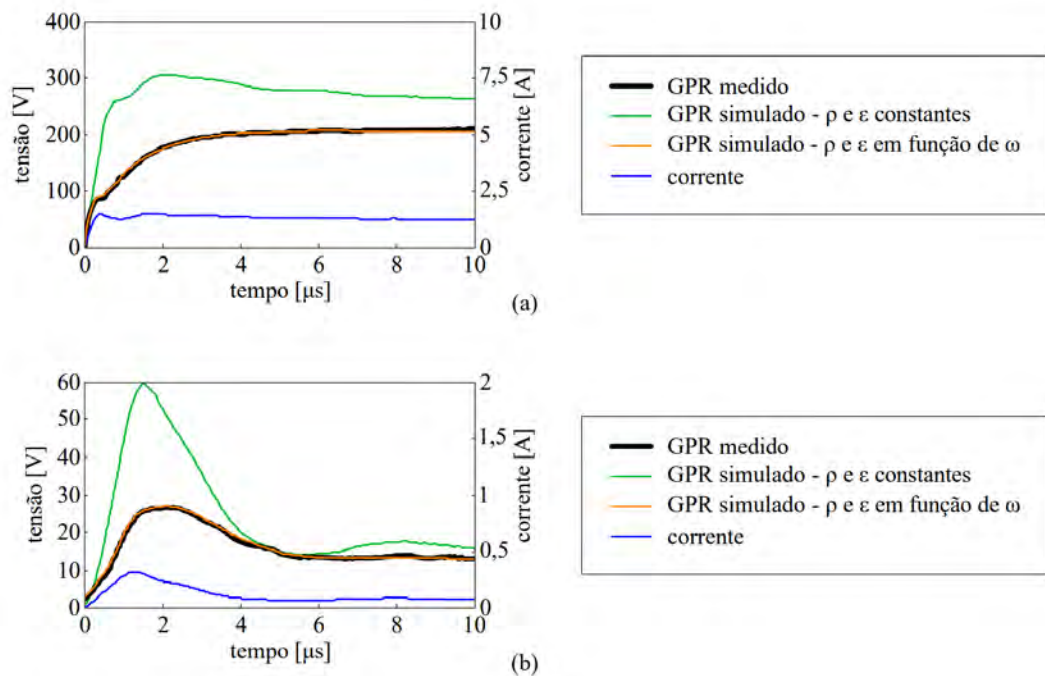 400
300
200
100
0
tensão [V]
10
7,5
5
2,5
0
corrente [A]
0 2 4 6 8 10
tempo [μs]
(a)
GPR medido
GPR simulado - ρ e ε constantes
GPR simulado - ρ e ε em função de ω
corrente
60
50
40
30
20
10
0
tensão [V]
2
1,5
1
0,5
0
corrente [A]
0 2 4 6 8 10
tempo [μs]
(b)
GPR medido
GPR simulado - ρ e ε constantes
GPR simulado - ρ e ε em função de ω
corrente